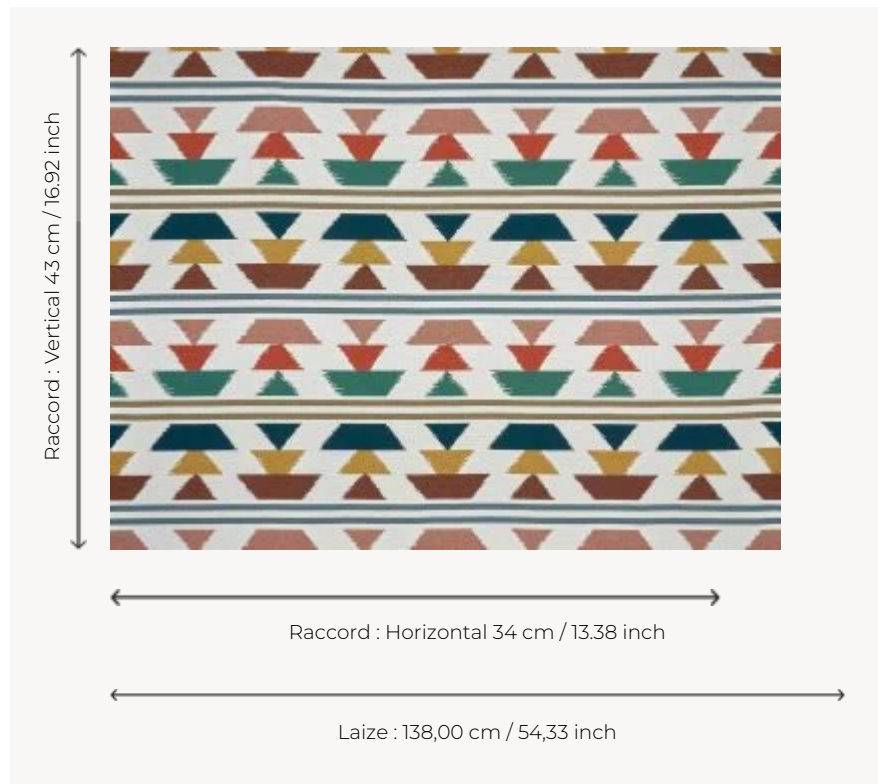 Raccord : Vertical 43 cm / 16.92 inch
Raccord : Horizontal 34 cm / 13.38 inch
Laize : 138,00 cm / 54,33 inch